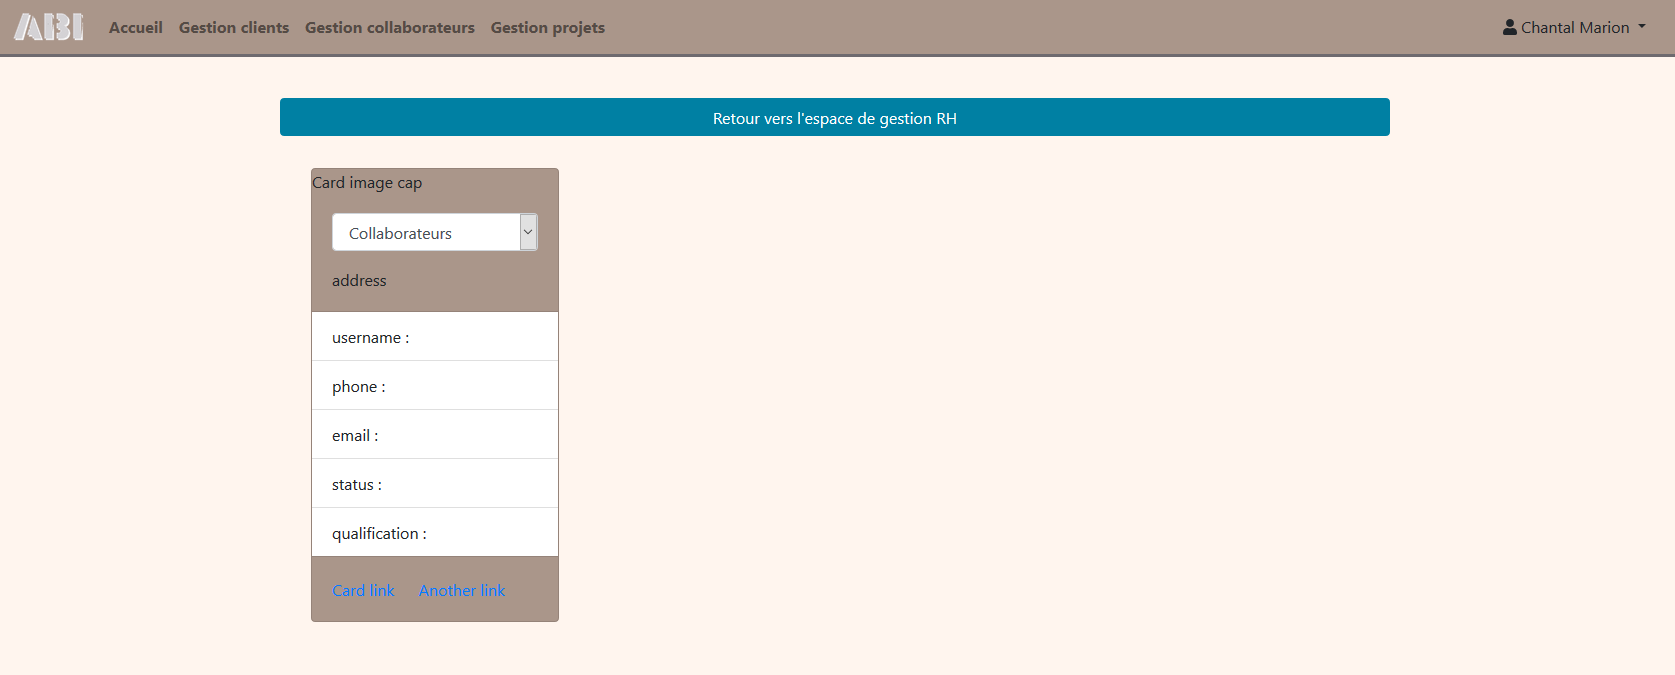 ABI Accueil Gestion clients Gestion collaborateurs Gestion projets Chantal Marion
Retour vers l'espace de gestion RH
Card image cap
Collaborateurs
address
username :
phone :
email :
status :
qualification :
Card link Another link